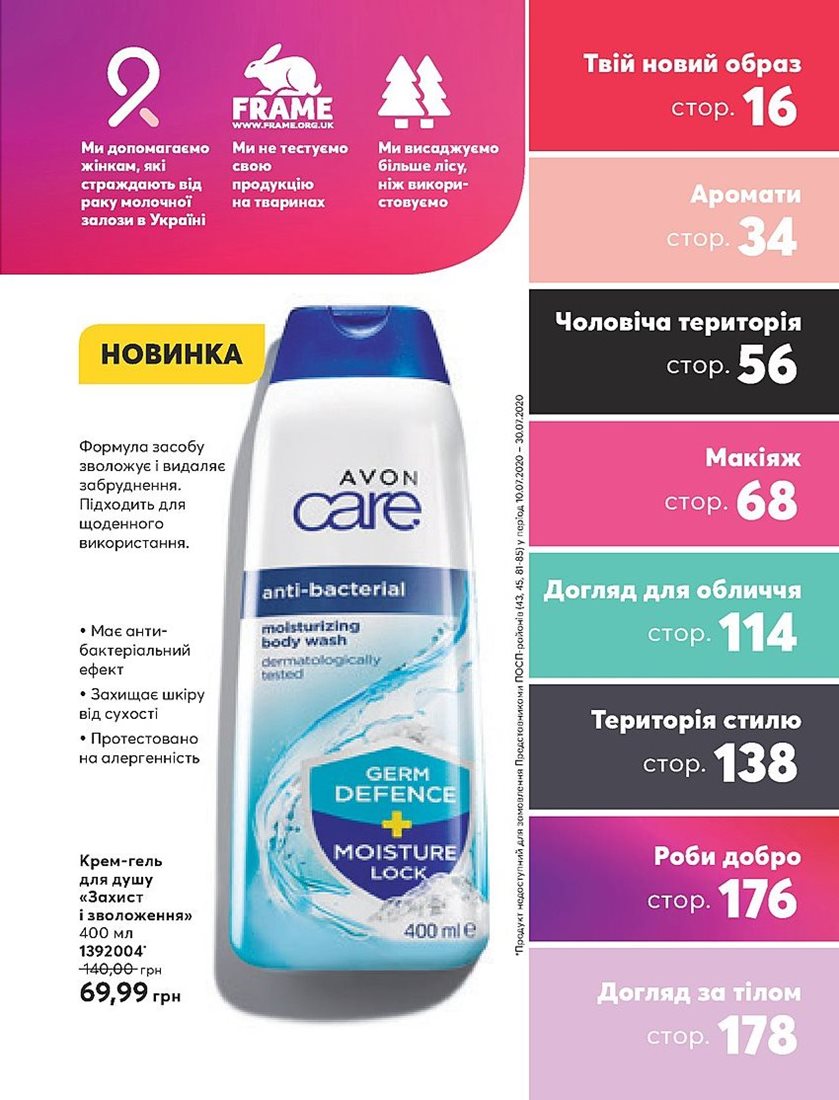 FRAME
WWW.FRAME.ORG.UK
Ми допомагаємо
жінкам, які
страждають від
раку молочної
залози в Україні
Ми не тестуємо
свою
продукцію
на тваринах
Ми висаджуємо
більше лісу,
ніж викори-
стовуємо
НОВИНКА
Формула засобу
зволожує і видаляє
забруднення.
Підходить для
щоденного
використання.
• Має анти-
бактеріальний
ефект
• Захищає шкіру
від сухості
• Протестовано
на алергенність
Крем-гель
для душу
«Захист
і зволоження»
400 мл
1392004*
140,00 грн
69,99 грн
AVON
care
anti-bacterial
moisturizing
body wash
dermatologically
tested
GERM
DEFENCE
+
MOISTURE
LOCK
400 ml e
*Продукт недоступний для замовлення Представниками ПОСП-районів (43, 45, 81-85) у період 10.07.2020 – 30.07.2020
Твій новий образ
стор. 16
Аромати
стор. 34
Чоловіча територія
стор. 56
Макіяж
стор. 68
Догляд для обличчя
стор. 114
Територія стилю
стор. 138
Роби добро
стор. 176
Догляд за тілом
стор. 178